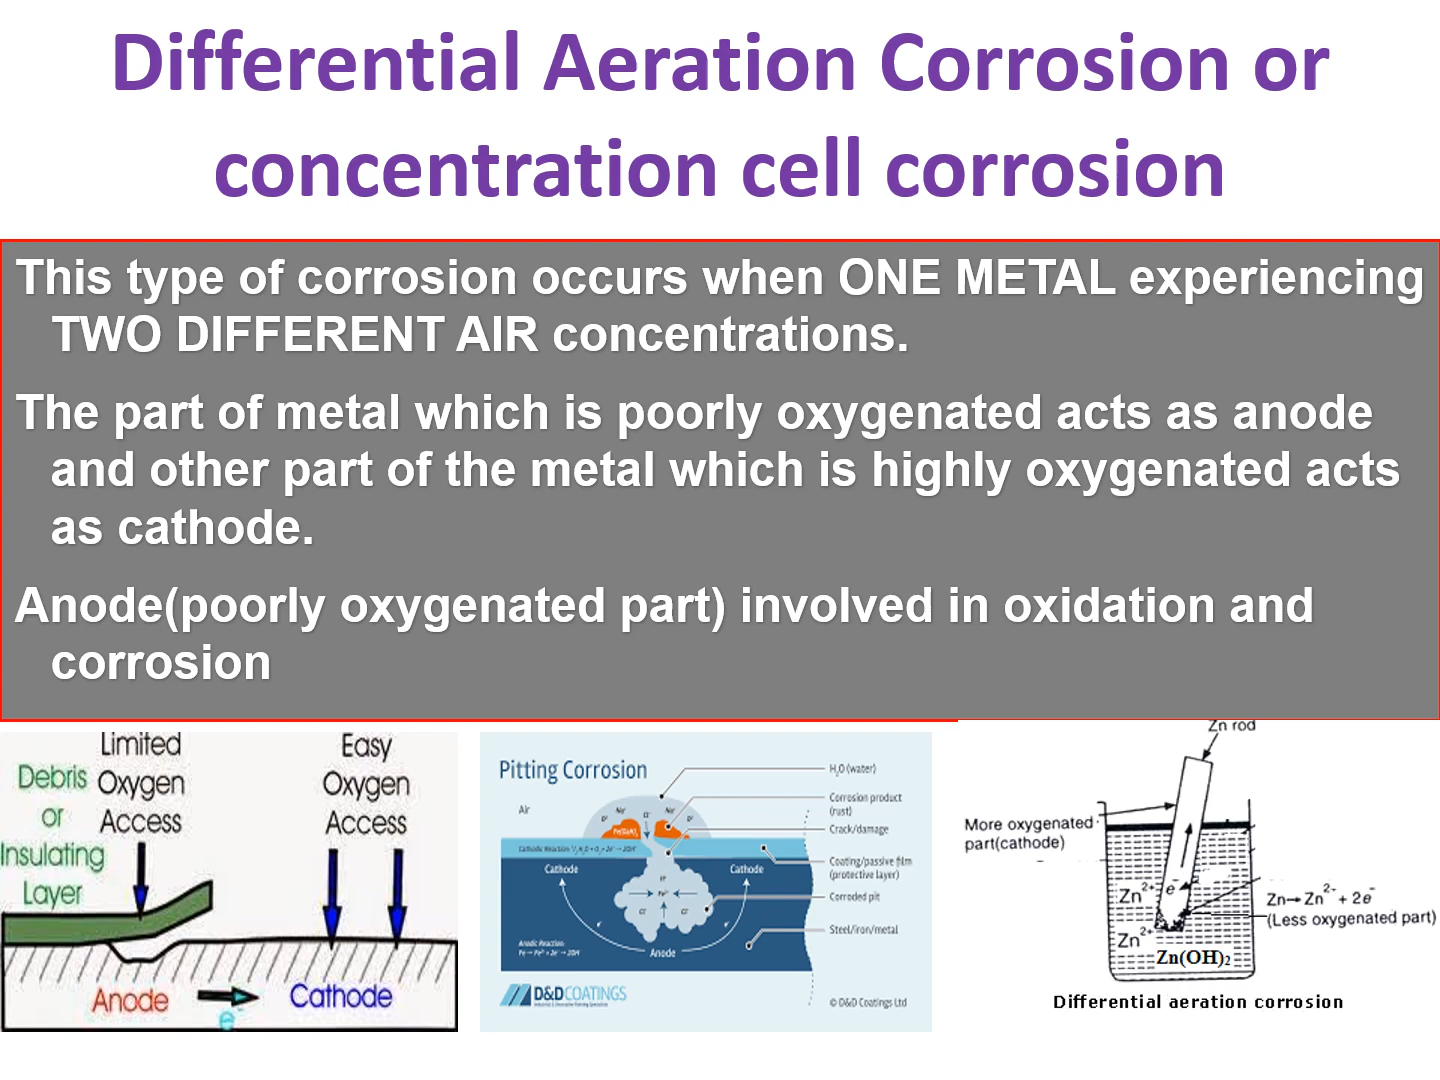 Differential Aeration Corrosion or
concentration cell corrosion
This type of corrosion occurs when ONE METAL experiencing
TWO DIFFERENT AIR concentrations.
The part of metal which is poorly oxygenated acts as anode
and other part of the metal which is highly oxygenated acts
as cathode.
Anode(poorly oxygenated part) involved in oxidation and
corrosion
Debris
or
Insulating
Layer
Limited
Oxygen
Access
Easy
Oxygen
Access
Anode
e⁻
Cathode
Pitting Corrosion
Air
H₂O (water)
Corrosion product
(rust)
Crack/damage
Coating/passive film
(protective layer)
Corroded pit
Steel/iron/metal
Cathode
Cathode
Anode
Cathodic Reaction
Anodic Reaction
D&D COATINGS
© D&D Coatings Ltd
Zn rod
More oxygenated
part(cathode)
Zn²⁺
e⁻
Zn²⁺
Zn(OH)₂
Zn→Zn²⁻ + 2e⁻
(Less oxygenated part)
Differential aeration corrosion